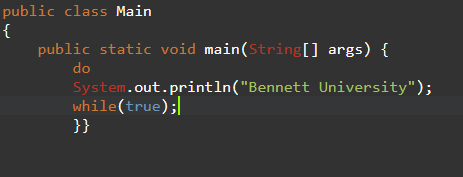 public class Main
{
    public static void main(String[] args) {
        do
        System.out.println("Bennett University");
        while(true);
        }}